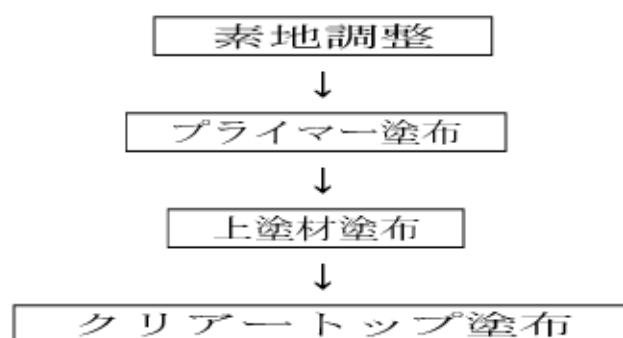 素地調整
↓
プライマー塗布
↓
上塗材塗布
↓
クリアートップ塗布